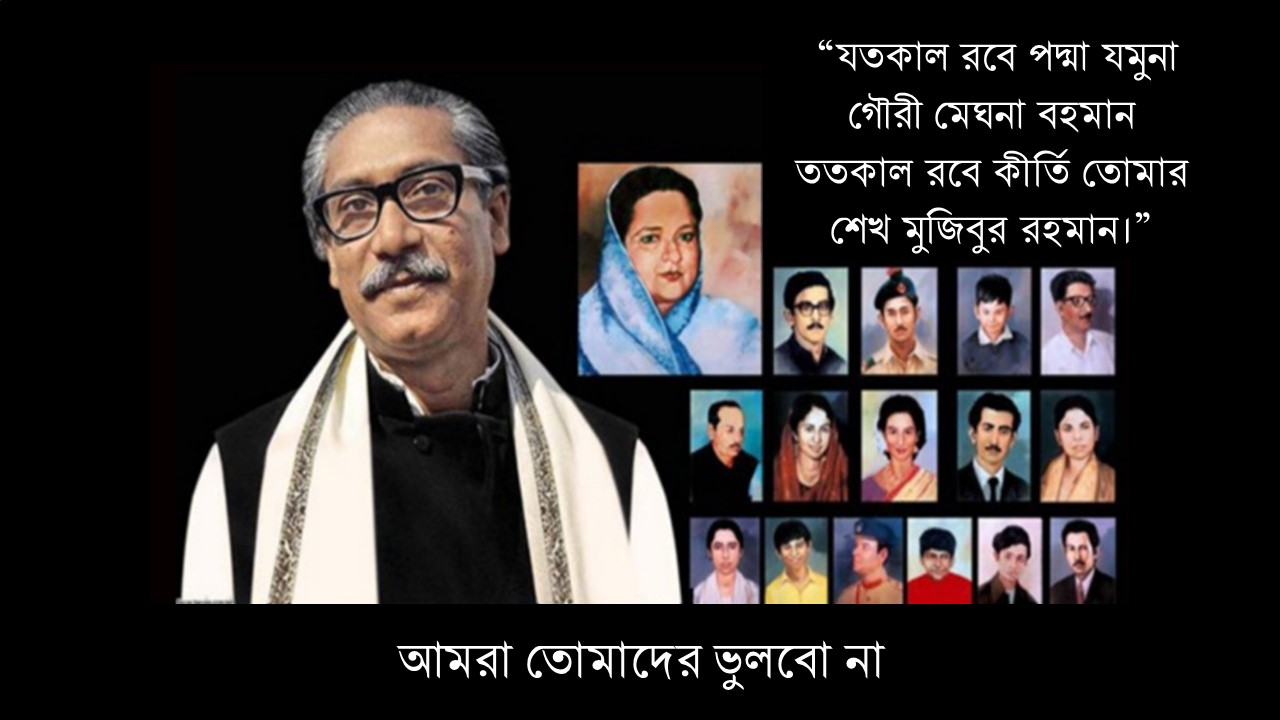 “যতকাল রবে পদ্মা যমুনা
গৌরী মেঘনা বহমান
ততকাল রবে কীর্তি তোমার
শেখ মুজিবুর রহমান।”
আমরা তোমাদের ভুলবো না